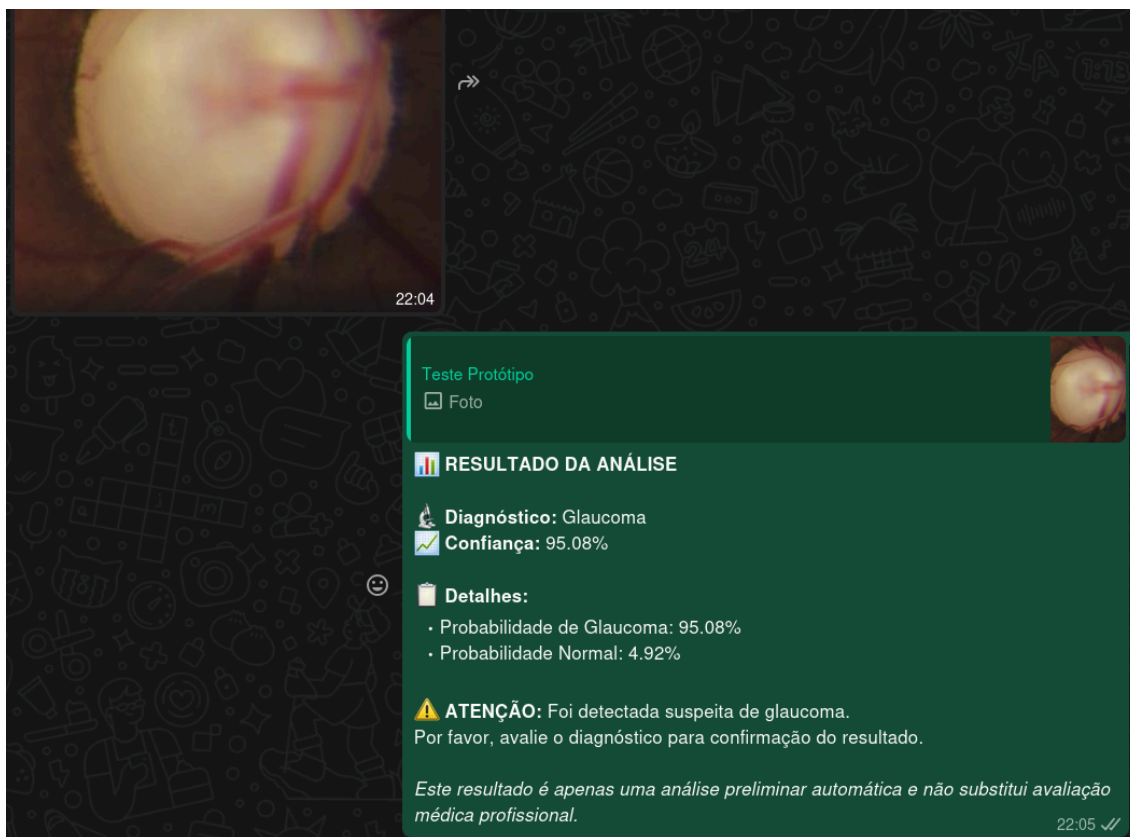 22:04
Teste Protótipo
Foto
RESULTADO DA ANÁLISE
Diagnóstico: Glaucoma
Confiança: 95.08%
Detalhes:
• Probabilidade de Glaucoma: 95.08%
• Probabilidade Normal: 4.92%
ATENÇÃO: Foi detectada suspeita de glaucoma.
Por favor, avalie o diagnóstico para confirmação do resultado.
Este resultado é apenas uma análise preliminar automática e não substitui avaliação
médica profissional.
22:05